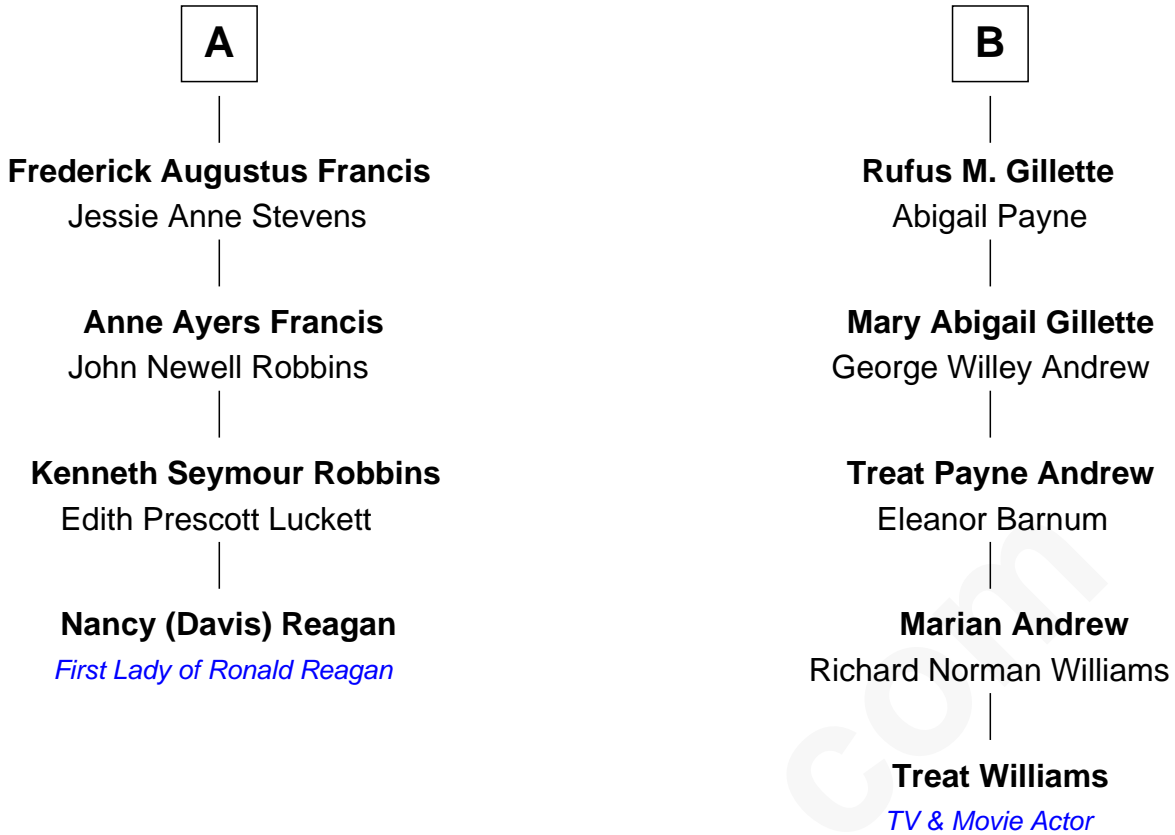 A
Frederick Augustus Francis
Jessie Anne Stevens
Anne Ayers Francis
John Newell Robbins
Kenneth Seymour Robbins
Edith Prescott Luckett
Nancy (Davis) Reagan
First Lady of Ronald Reagan
B
Rufus M. Gillette
Abigail Payne
Mary Abigail Gillette
George Willey Andrew
Treat Payne Andrew
Eleanor Barnum
Marian Andrew
Richard Norman Williams
Treat Williams
TV & Movie Actor
com